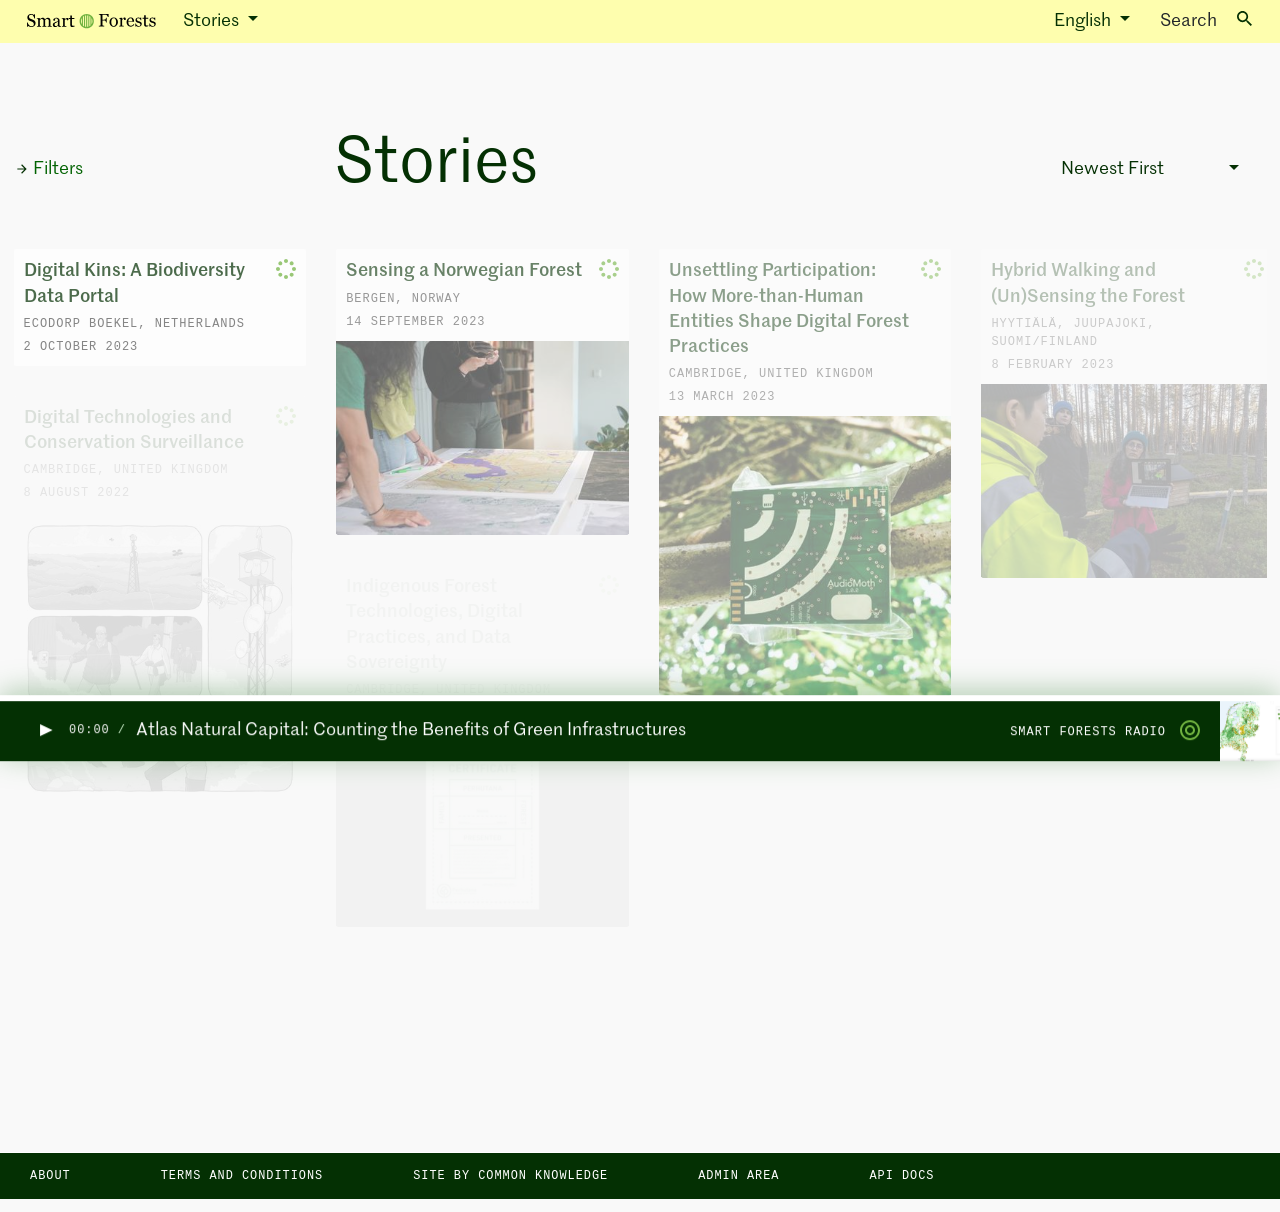 Smart Forests
Stories
English
Search
Filters
Stories
Newest First
Digital Kins: A Biodiversity
Data Portal
ECODORP BOEKEL, NETHERLANDS
2 OCTOBER 2023
Sensing a Norwegian Forest
BERGEN, NORWAY
14 SEPTEMBER 2023
Unsettling Participation:
How More-than-Human
Entities Shape Digital Forest
Practices
CAMBRIDGE, UNITED KINGDOM
13 MARCH 2023
AudioMoth
Hybrid Walking and
(Un)Sensing the Forest
HYYTIÄLÄ, JUUPAJOKI,
SUOMI/FINLAND
8 FEBRUARY 2023
Digital Technologies and
Conservation Surveillance
CAMBRIDGE, UNITED KINGDOM
8 AUGUST 2022
Indigenous Forest
Technologies, Digital
Practices, and Data
Sovereignty
00:00 /
Atlas Natural Capital: Counting the Benefits of Green Infrastructures
SMART FORESTS RADIO
ABOUT
TERMS AND CONDITIONS
SITE BY COMMON KNOWLEDGE
ADMIN AREA
API DOCS